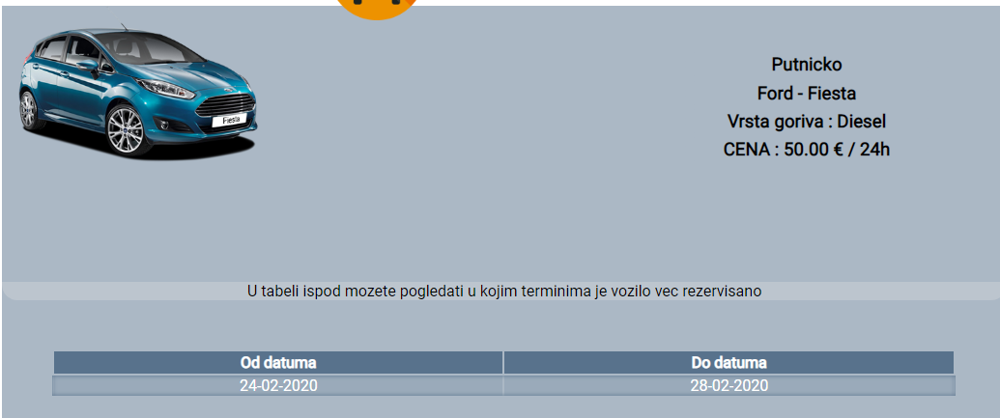 Fiesta
Putnicko
Ford - Fiesta
Vrsta goriva : Diesel
CENA : 50.00 € / 24h
U tabeli ispod mozete pogledati u kojim terminima je vozilo vec rezervisano
Od datuma Do datuma
24-02-2020 28-02-2020